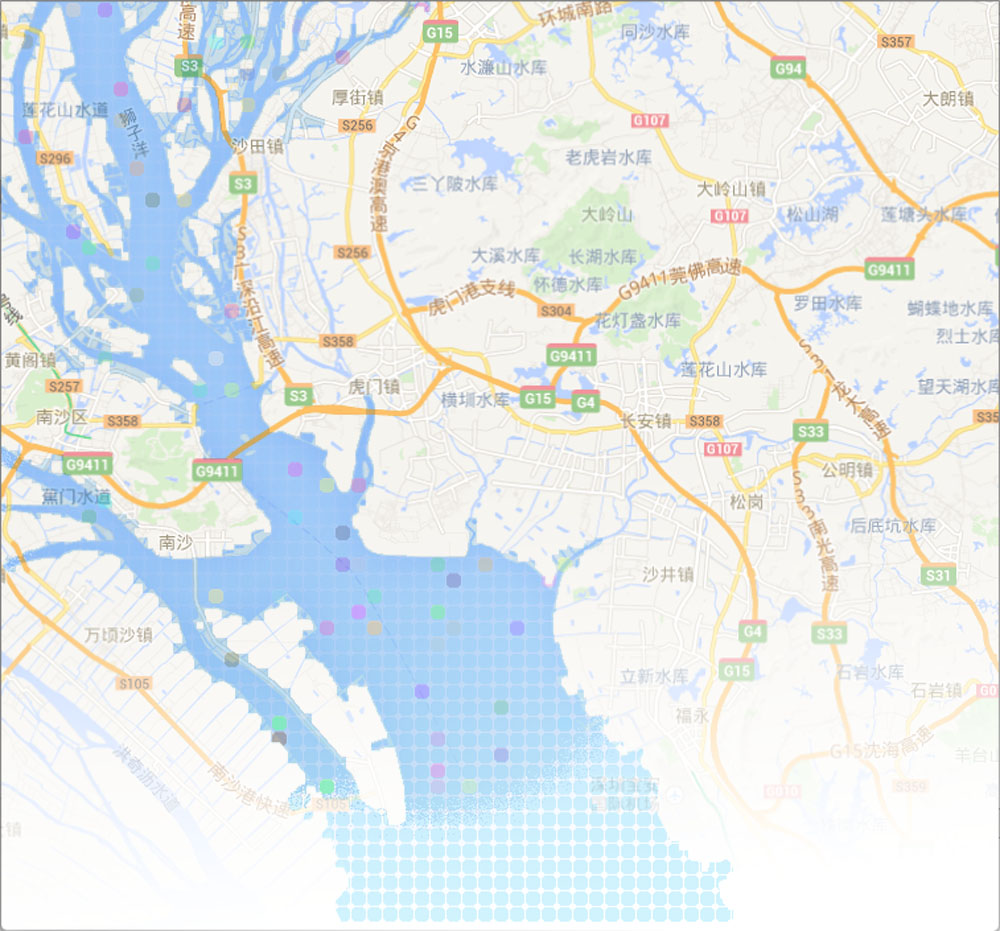 高速
G15
环城南路
同沙水库
S357
S3
水濂山水库
G94
莲花山水道
狮子洋
厚街镇
大朗镇
S256
G107
S296
沙田镇
G4京港澳高速
老虎岩水库
S3
三丫陂水库
大岭山镇
大岭山
G107
松山湖
莲塘头水库
S256
大溪水库
长湖水库
G9411莞佛高速
G9411
S3广深沿江高速
虎门港支线
怀德水库
罗田水库
S304
花灯盏水库
蝴蝶地水库
号线
烈士水库
S358
黄阁镇
G9411
S31龙大高速
莲花山水库
S257
虎门镇
望天湖水库
S3
横圳水库
G15
G4
南沙区
S358
长安镇
S358
S33
G9411
G9411
G107
公明镇
蕉门水道
松岗
S33南光高速
后底坑水库
南沙
沙井镇
S31
万顷沙镇
G4
S33
S105
立新水库
G15
石岩水库
石岩镇
福永
洪奇沥水道
G15沈海高速
羊台山
南沙港快速
S105
深圳宝安
国际机场
S359
镇